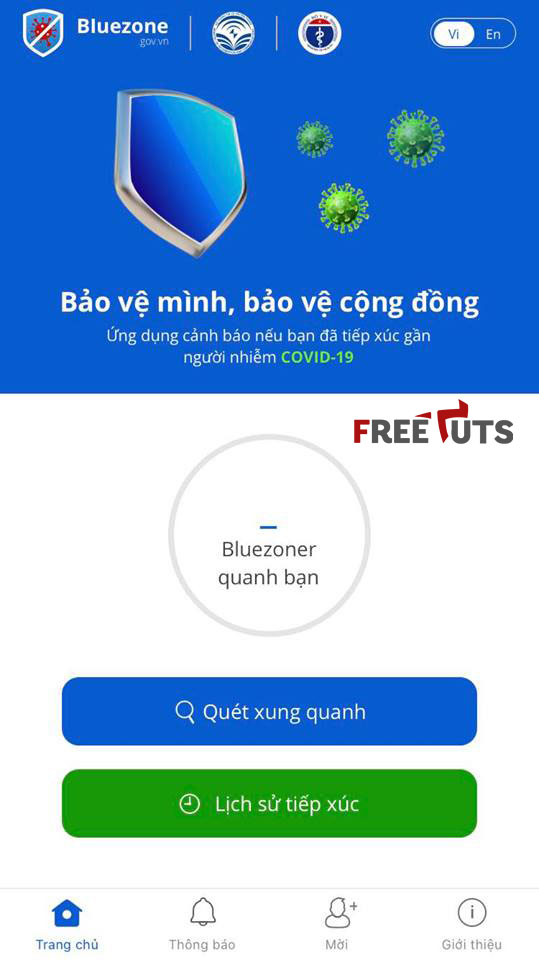 Bluezone
.gov.vn
Vi
En
Bảo vệ mình, bảo vệ cộng đồng
Ứng dụng cảnh báo nếu bạn đã tiếp xúc gần
người nhiễm COVID-19
FREETUTS
Bluezoner
quanh bạn
Quét xung quanh
Lịch sử tiếp xúc
Trang chủ
Thông báo
Mời
Giới thiệu